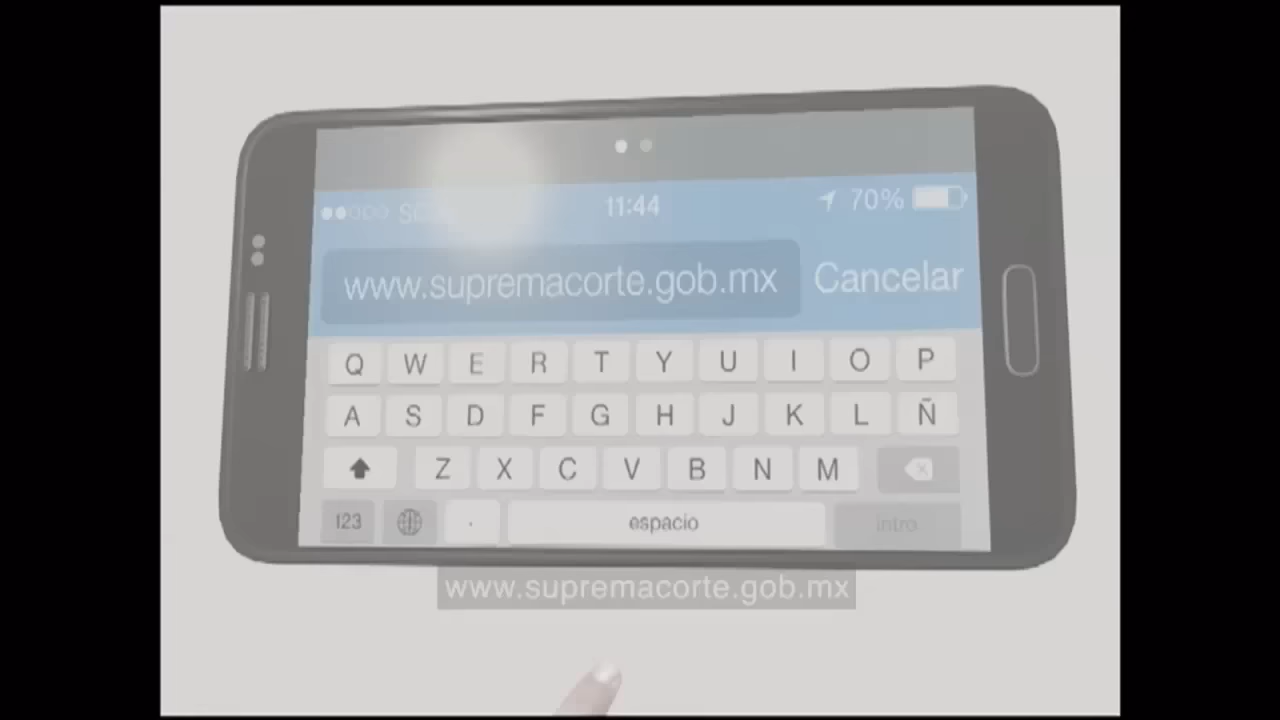 11:44 70%
www.supremacorte.gob.mx Cancelar
Q W E R T Y U I O P
A S D F G H J K L Ñ
Z X C V B N M
123 . espacio intro
www.supremacorte.gob.mx